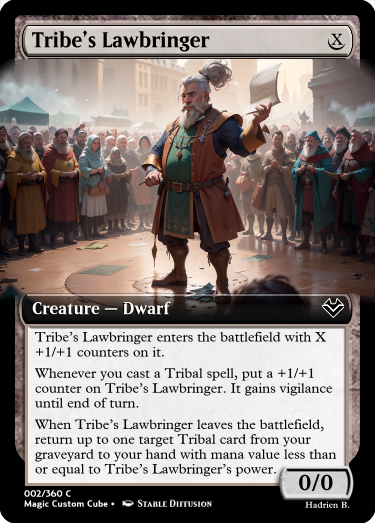 Tribe's Lawbringer X
Creature — Dwarf
Tribe's Lawbringer enters the battlefield with X
+1/+1 counters on it.
Whenever you cast a Tribal spell, put a +1/+1
counter on Tribe's Lawbringer. It gains vigilance
until end of turn.
When Tribe's Lawbringer leaves the battlefield,
return up to one target Tribal card from your
graveyard to your hand with mana value less than
or equal to Tribe's Lawbringer's power.
0/0
002/360 C
Magic Custom Cube • Stable Diffusion
Hadrien B.